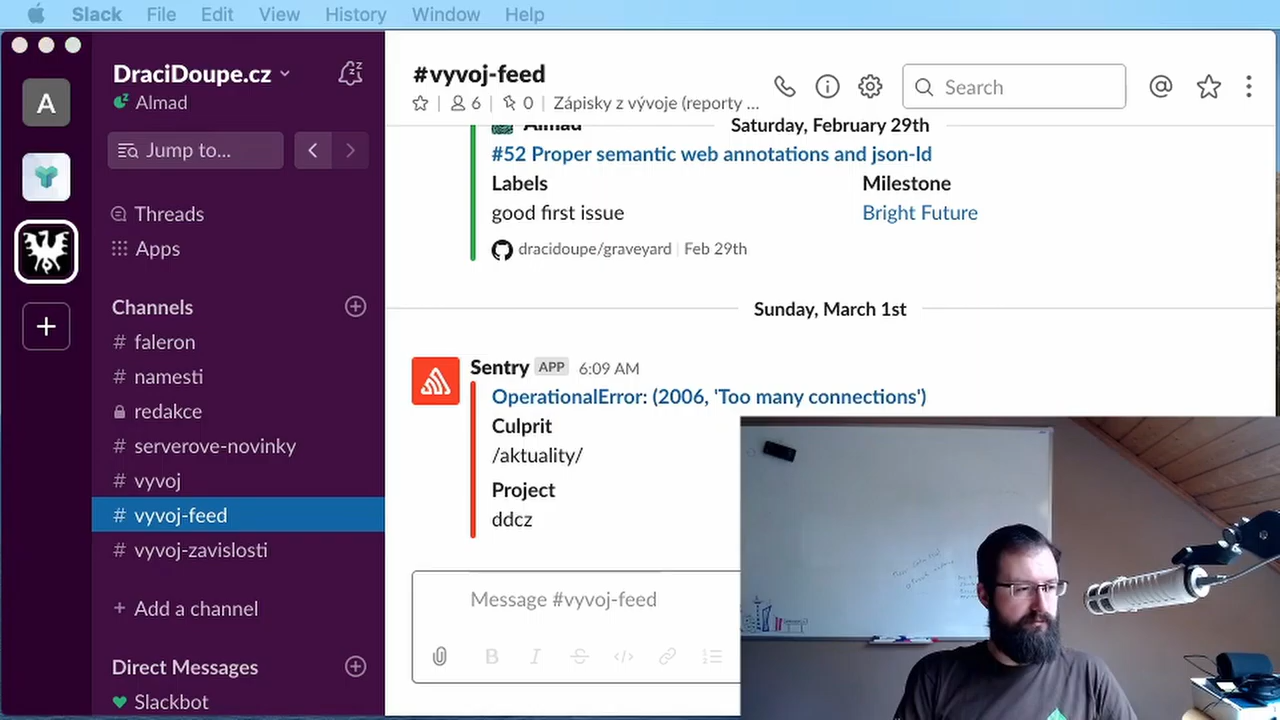 Slack File Edit View History Window Help
A
DraciDoupe.cz
Almad
Jump to...
Threads
Apps
Channels
# faleron
# namesti
redakce
# serverove-novinky
# vyvoj
# vyvoj-feed
# vyvoj-zavislosti
+ Add a channel
Direct Messages
Slackbot
#vyvoj-feed
6 | 0 | Zápisky z vývoje (reporty ...
Search
Almad
Saturday, February 29th
#52 Proper semantic web annotations and json-ld
Labels Milestone
good first issue Bright Future
dracidoupe/graveyard | Feb 29th
Sunday, March 1st
Sentry APP 6:09 AM
OperationalError: (2006, 'Too many connections')
Culprit
/aktuality/
Project
ddcz
Message #vyvoj-feed